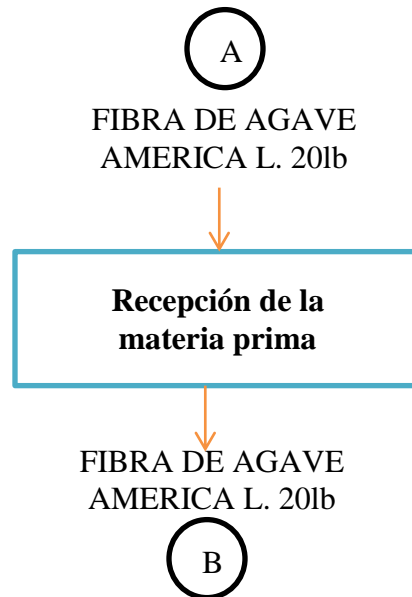 A
FIBRA DE AGAVE
AMERICA L. 20lb
Recepción de la
materia prima
FIBRA DE AGAVE
AMERICA L. 20lb
B